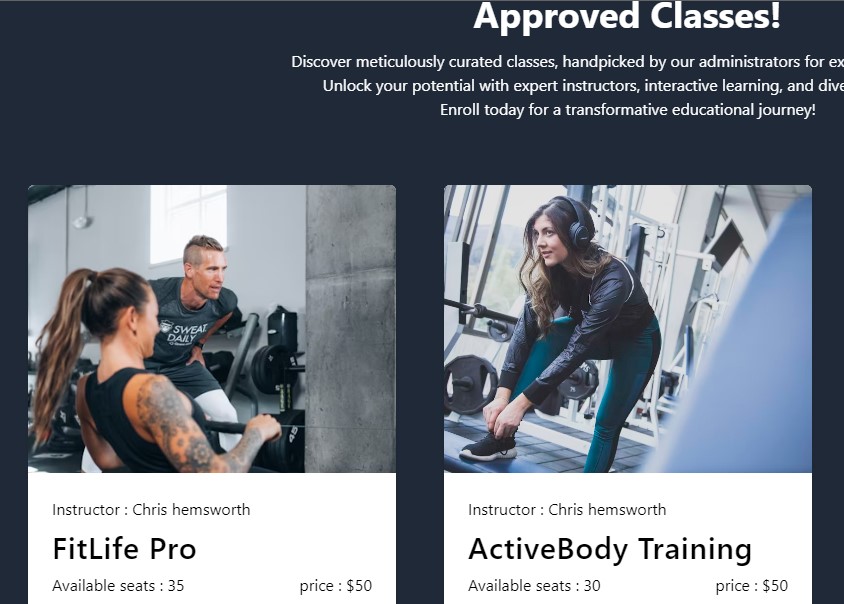 Approved Classes!
Discover meticulously curated classes, handpicked by our administrators for
Unlock your potential with expert instructors, interactive learning, and
Enroll today for a transformative educational journey!
SWEAT
DAILY
Instructor : Chris hemsworth
FitLife Pro
Available seats : 35 price : $50
Instructor : Chris hemsworth
ActiveBody Training
Available seats : 30 price : $50